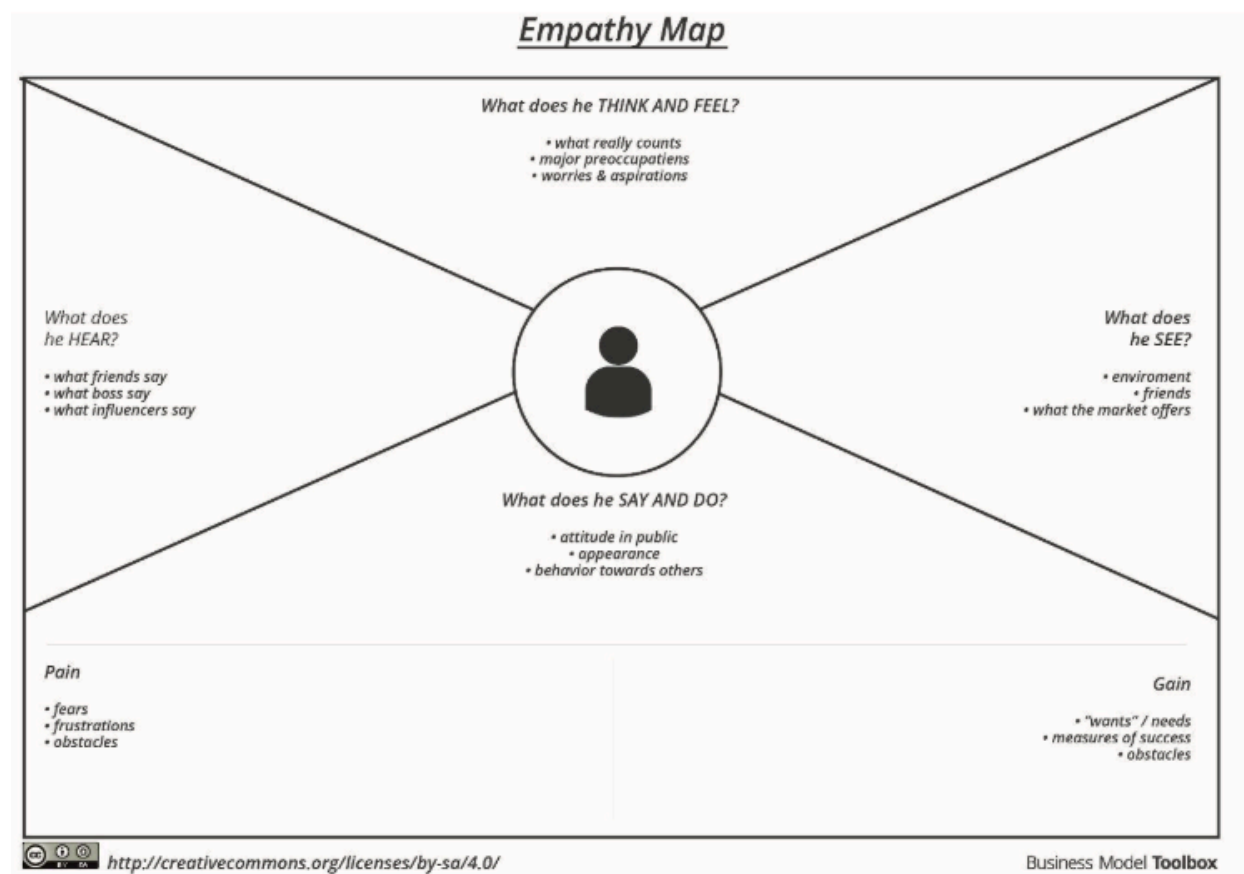 Empathy Map
What does he THINK AND FEEL?
• what really counts
• major preoccupatiens
• worries & aspirations
What does
he HEAR?
• what friends say
• what boss say
• what influencers say
What does
he SEE?
• enviroment
• friends
• what the market offers
What does he SAY AND DO?
• attitude in public
• appearance
• behavior towards others
Pain
• fears
• frustrations
• obstacles
Gain
• "wants" / needs
• measures of success
• obstacles
cc BY SA
http://creativecommons.org/licenses/by-sa/4.0/
Business Model Toolbox